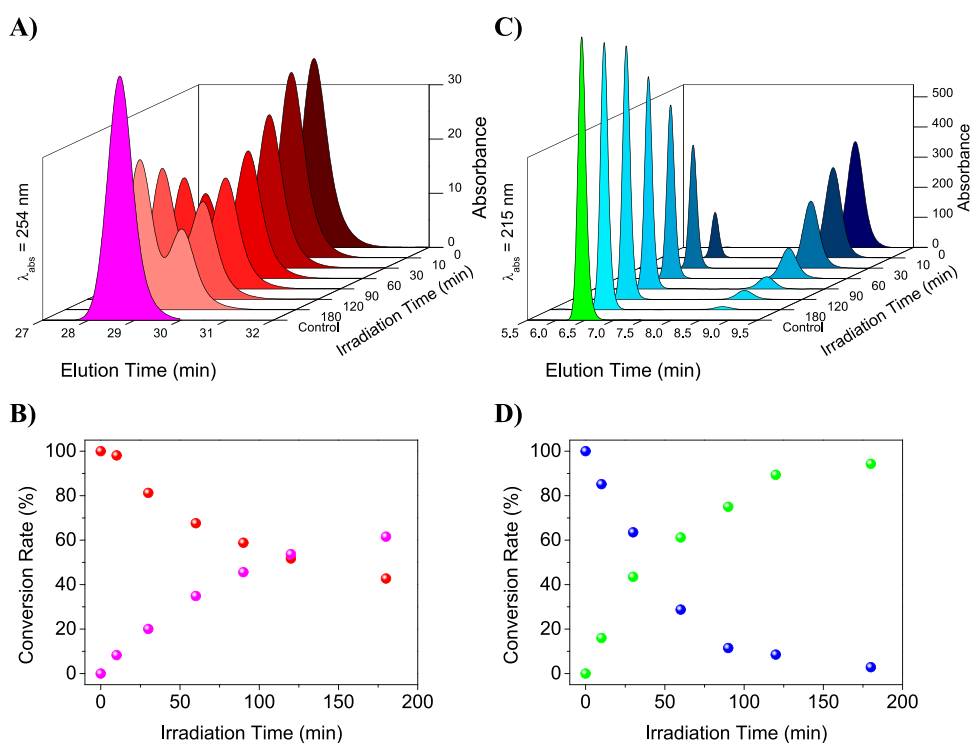 A)
30
20
10
0
Absorbance
λabs = 254 nm
0
10
30
60
90
120
180
Control
Irradiation Time (min)
27 28 29 30 31 32
Elution Time (min)
C)
500
400
300
200
100
0
Absorbance
λabs = 215 nm
0
10
30
60
90
120
180
Control
Irradiation Time (min)
5.5 6.0 6.5 7.0 7.5 8.0 8.5 9.0 9.5
Elution Time (min)
B)
100
80
60
40
20
0
Conversion Rate (%)
0 50 100 150 200
Irradiation Time (min)
D)
100
80
60
40
20
0
Conversion Rate (%)
0 50 100 150 200
Irradiation Time (min)